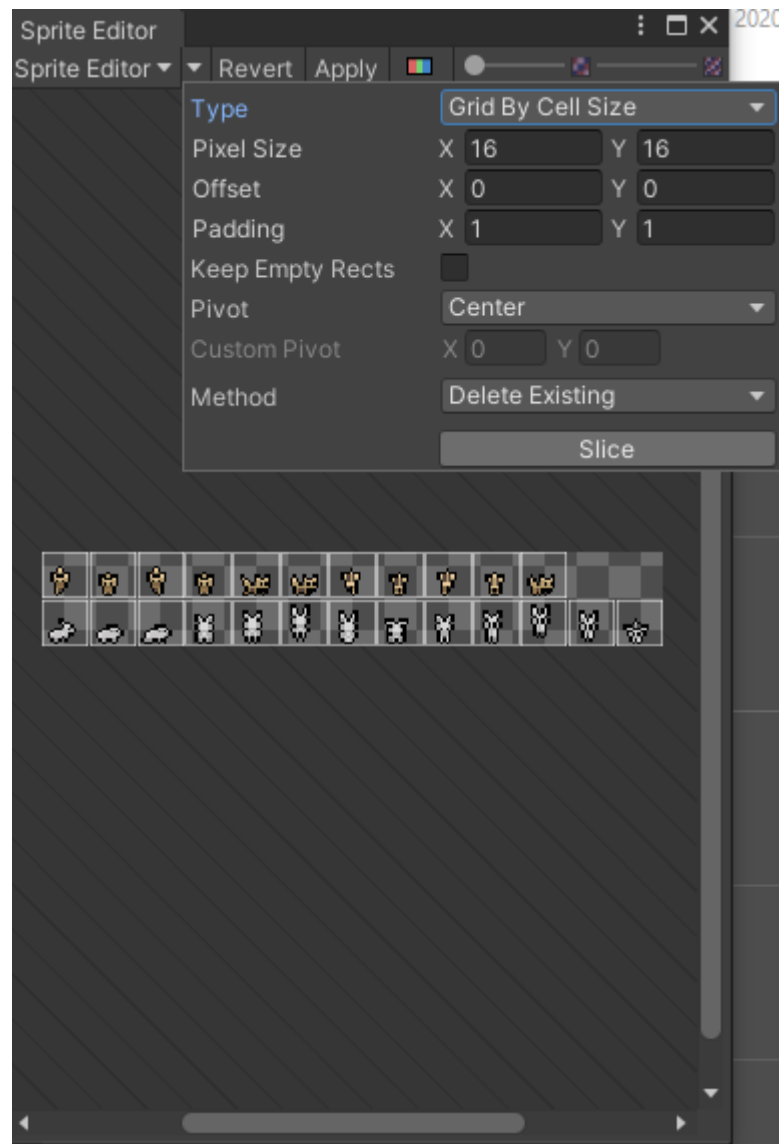 Sprite Editor
2020
Sprite Editor Revert Apply
Type Grid By Cell Size
Pixel Size X 16 Y 16
Offset X 0 Y 0
Padding X 1 Y 1
Keep Empty Rects
Pivot Center
Custom Pivot X 0 Y 0
Method Delete Existing
Slice